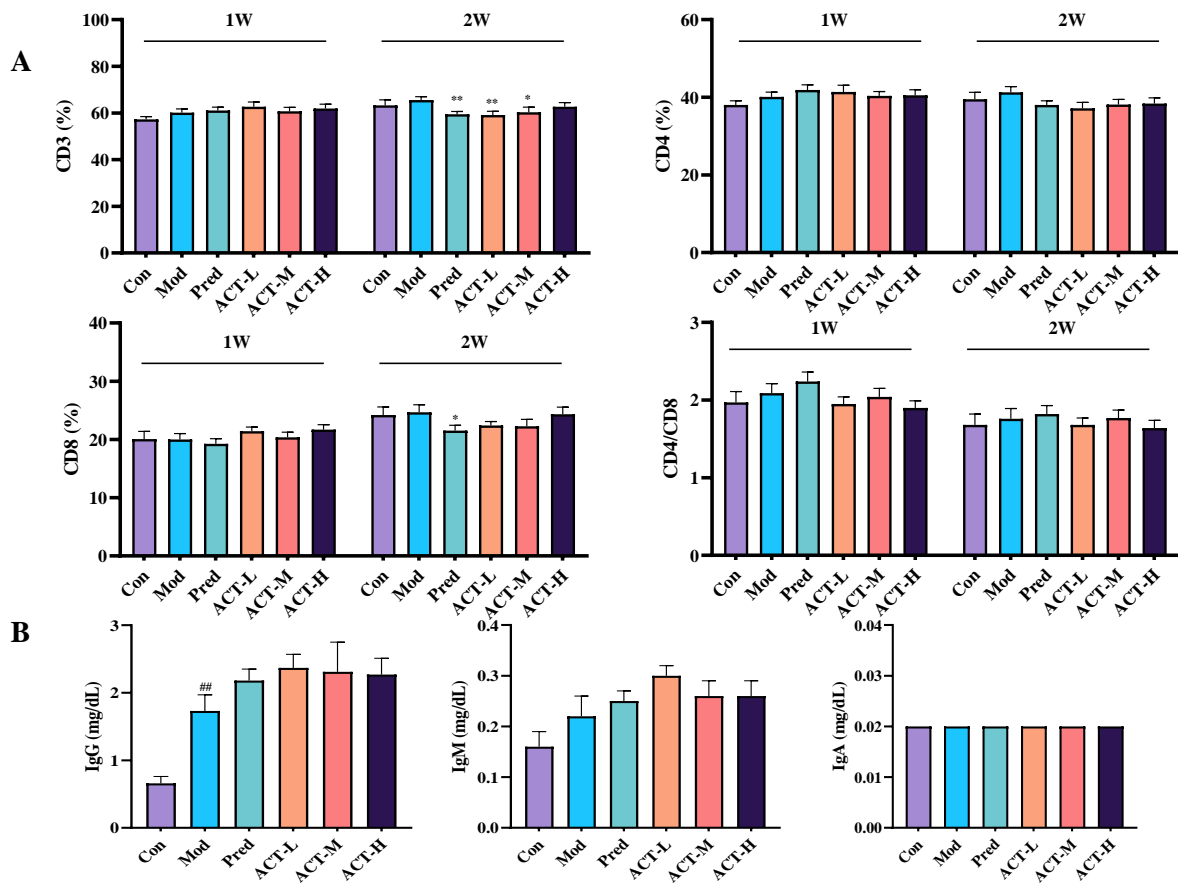 A
1W
2W
CD3 (%)
100
80
60
40
20
0
**
**
*
Con
Mod
Pred
ACT-L
ACT-M
ACT-H
Con
Mod
Pred
ACT-L
ACT-M
ACT-H
1W
2W
CD4 (%)
60
40
20
0
Con
Mod
Pred
ACT-L
ACT-M
ACT-H
Con
Mod
Pred
ACT-L
ACT-M
ACT-H
1W
2W
CD8 (%)
40
30
20
10
0
*
Con
Mod
Pred
ACT-L
ACT-M
ACT-H
Con
Mod
Pred
ACT-L
ACT-M
ACT-H
1W
2W
CD4/CD8
3
2
1
0
Con
Mod
Pred
ACT-L
ACT-M
ACT-H
Con
Mod
Pred
ACT-L
ACT-M
ACT-H
B
IgG (mg/dL)
3
2
1
0
##
Con
Mod
Pred
ACT-L
ACT-M
ACT-H
IgM (mg/dL)
0.4
0.3
0.2
0.1
0.0
Con
Mod
Pred
ACT-L
ACT-M
ACT-H
IgA (mg/dL)
0.04
0.03
0.02
0.01
0.00
Con
Mod
Pred
ACT-L
ACT-M
ACT-H